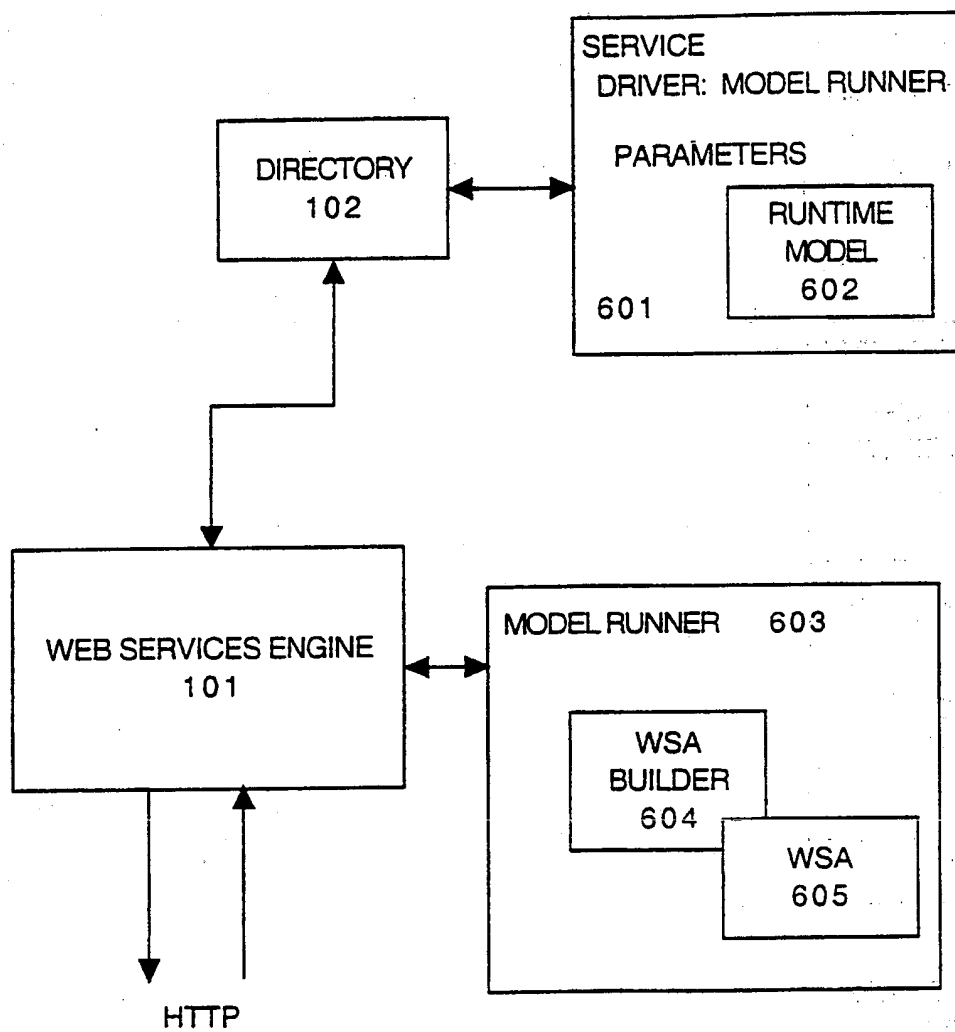 SERVICE
DRIVER: MODEL RUNNER
PARAMETERS
RUNTIME
MODEL
602
601
DIRECTORY
102
WEB SERVICES ENGINE
101
MODEL RUNNER 603
WSA
BUILDER
604
WSA
605
HTTP